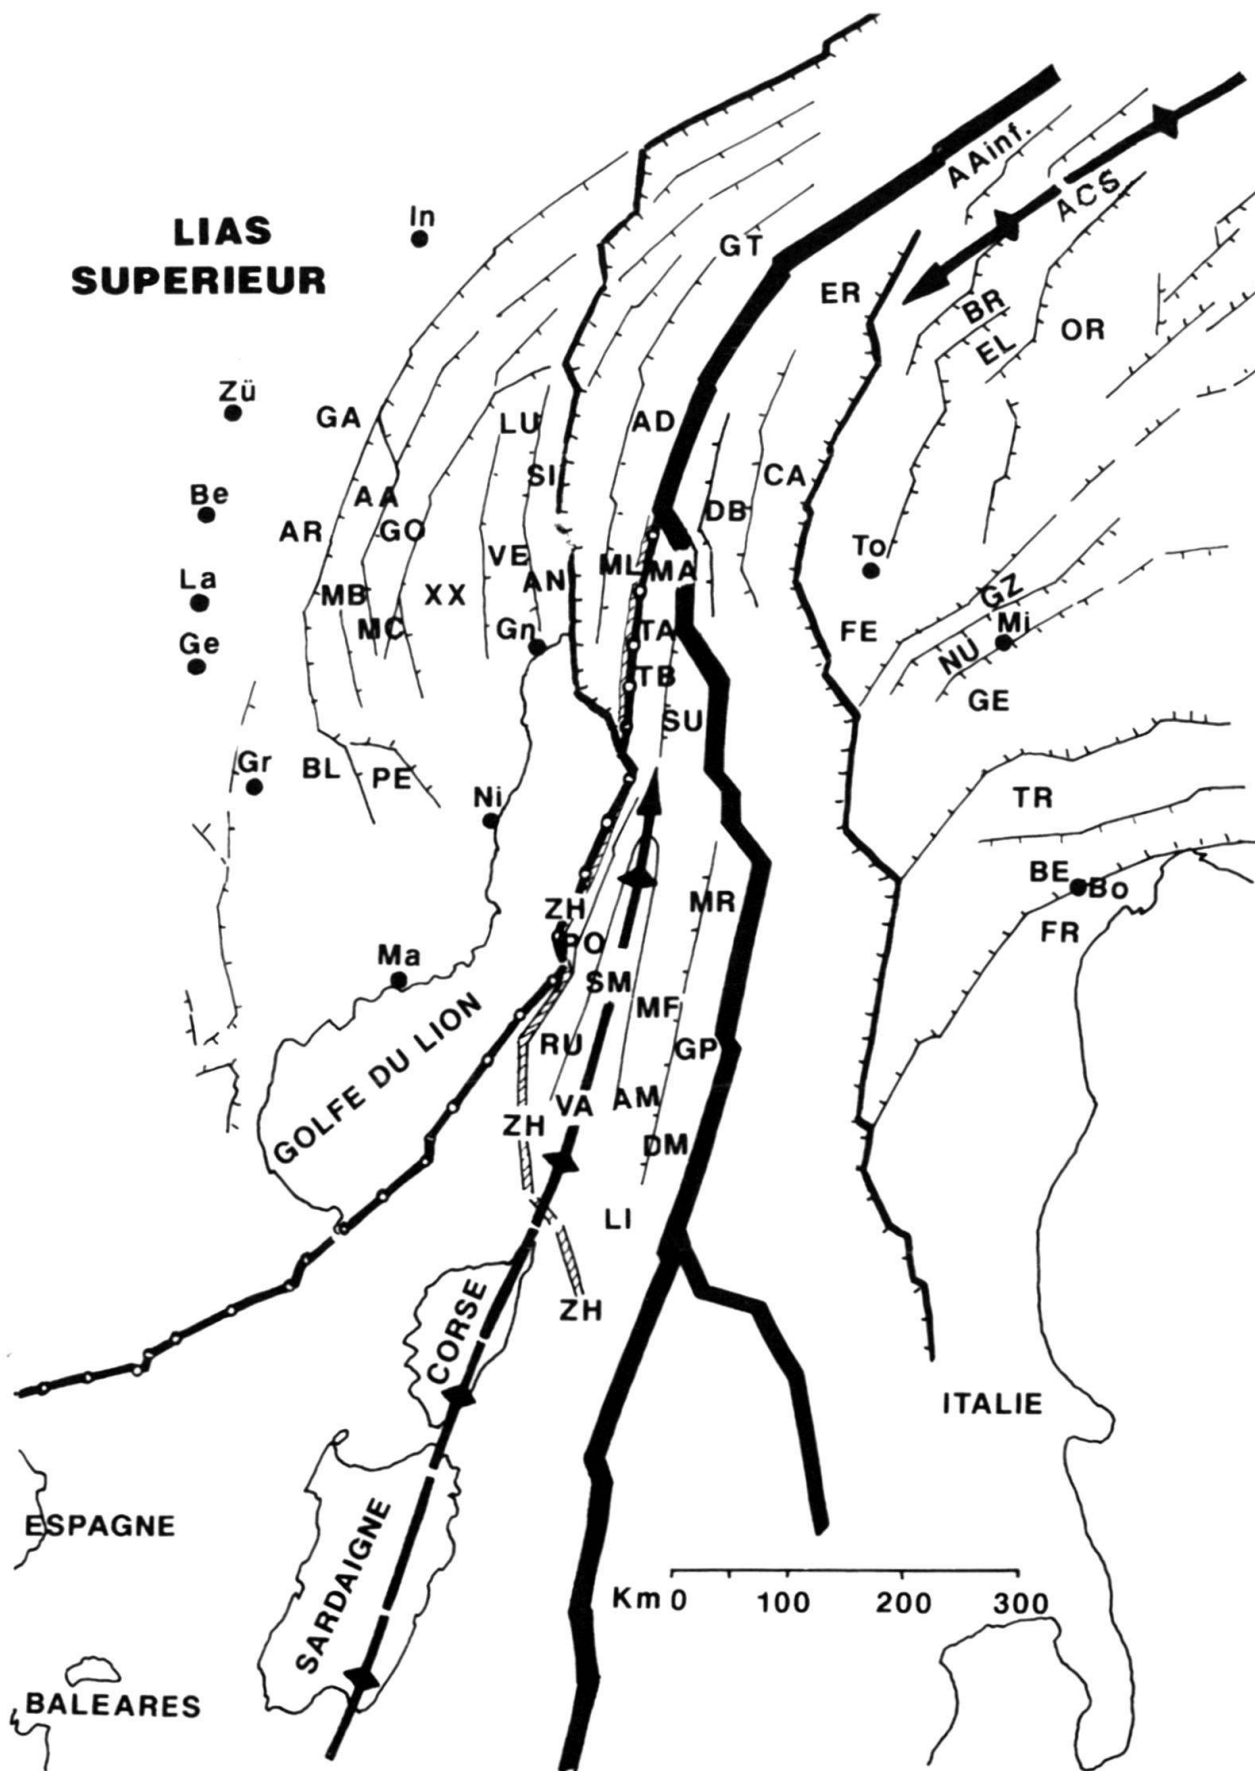 AAinf.
ACS
LIAS
SUPERIEUR
In
GT
ER
BR
EL
OR
Zü
GA
LU
AD
SI
CA
Be
AA
AR
GO
DB
VE
AN
ML
MA
To
La
MB
XX
GZ
MC
Gn
TA
FE
Mi
Ge
TB
NU
GE
SU
Gr
BL
PE
Ni
TR
BE
Bo
ZH
MR
FR
PO
Ma
SM
MF
GOLFE DU LION
RU
GP
VA
AM
ZH
DM
LI
CORSE
ZH
ITALIE
ESPAGNE
SARDAIGNE
Km 0 100 200 300
BALEARES